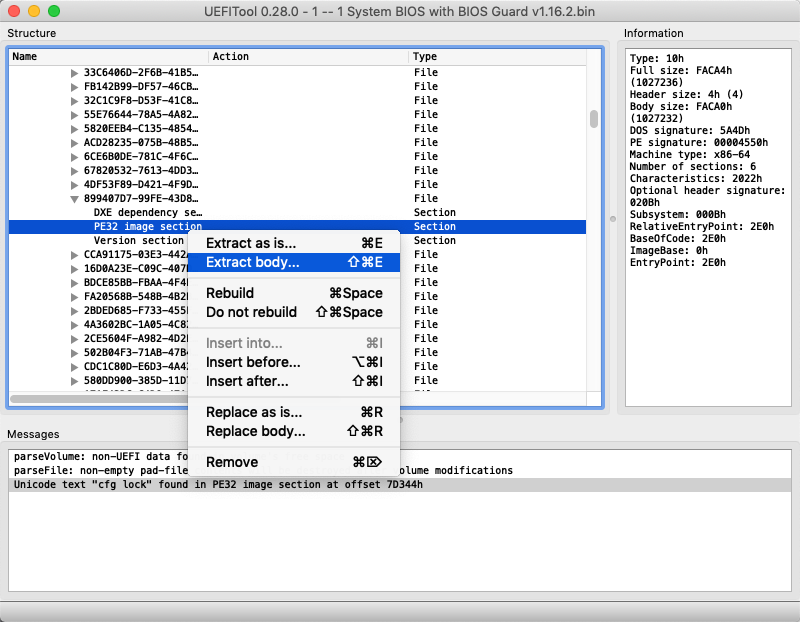 UEFITool 0.28.0 - 1 -- 1 System BIOS with BIOS Guard v1.16.2.bin
Structure
Name Action Type
33C6406D-2F6B-41B5… File
FB142B99-DF57-46CB… File
32C1C9F8-D53F-41C8… File
55E76644-78A5-4A82… File
5820EEB4-C135-4854… File
ACD28235-075B-48B5… File
6CE6B0DE-781C-4F6C… File
67820532-7613-4DD3… File
4DF53F89-D421-4F9D… File
899407D7-99FE-43D8… File
DXE dependency se… Section
PE32 image section Section
Version section Section
CCA91175-03E3-442 File
16D0A23E-C09C-407 File
BDCE85BB-FBAA-4F4 File
FA20568B-548B-4B2 File
2BDED685-F733-455 File
4A3602BC-1A05-4C8 File
2CE5604F-A982-4D2 File
502B04F3-71AB-47B File
CDC1C80D-E6D3-4A4 File
580DD900-385D-11D File
Extract as is... ⌘E
Extract body... ⇧⌘E
Rebuild ⌘Space
Do not rebuild ⇧⌘Space
Insert into... ⌘I
Insert before... ⌥⌘I
Insert after... ⇧⌘I
Replace as is... ⌘R
Replace body... ⇧⌘R
Remove ⌘⌦
Information
Type: 10h
Full size: FACA4h
(1027236)
Header size: 4h (4)
Body size: FACA0h
(1027232)
DOS signature: 5A4Dh
PE signature: 00004550h
Machine type: x86-64
Number of sections: 6
Characteristics: 2022h
Optional header signature:
020Bh
Subsystem: 000Bh
RelativeEntryPoint: 2E0h
BaseOfCode: 2E0h
ImageBase: 0h
EntryPoint: 2E0h
Messages
parseVolume: non-UEFI data fo
parseFile: non-empty pad-file olume modifications
Unicode text "cfg lock" found in PE32 image section at offset 7D344h